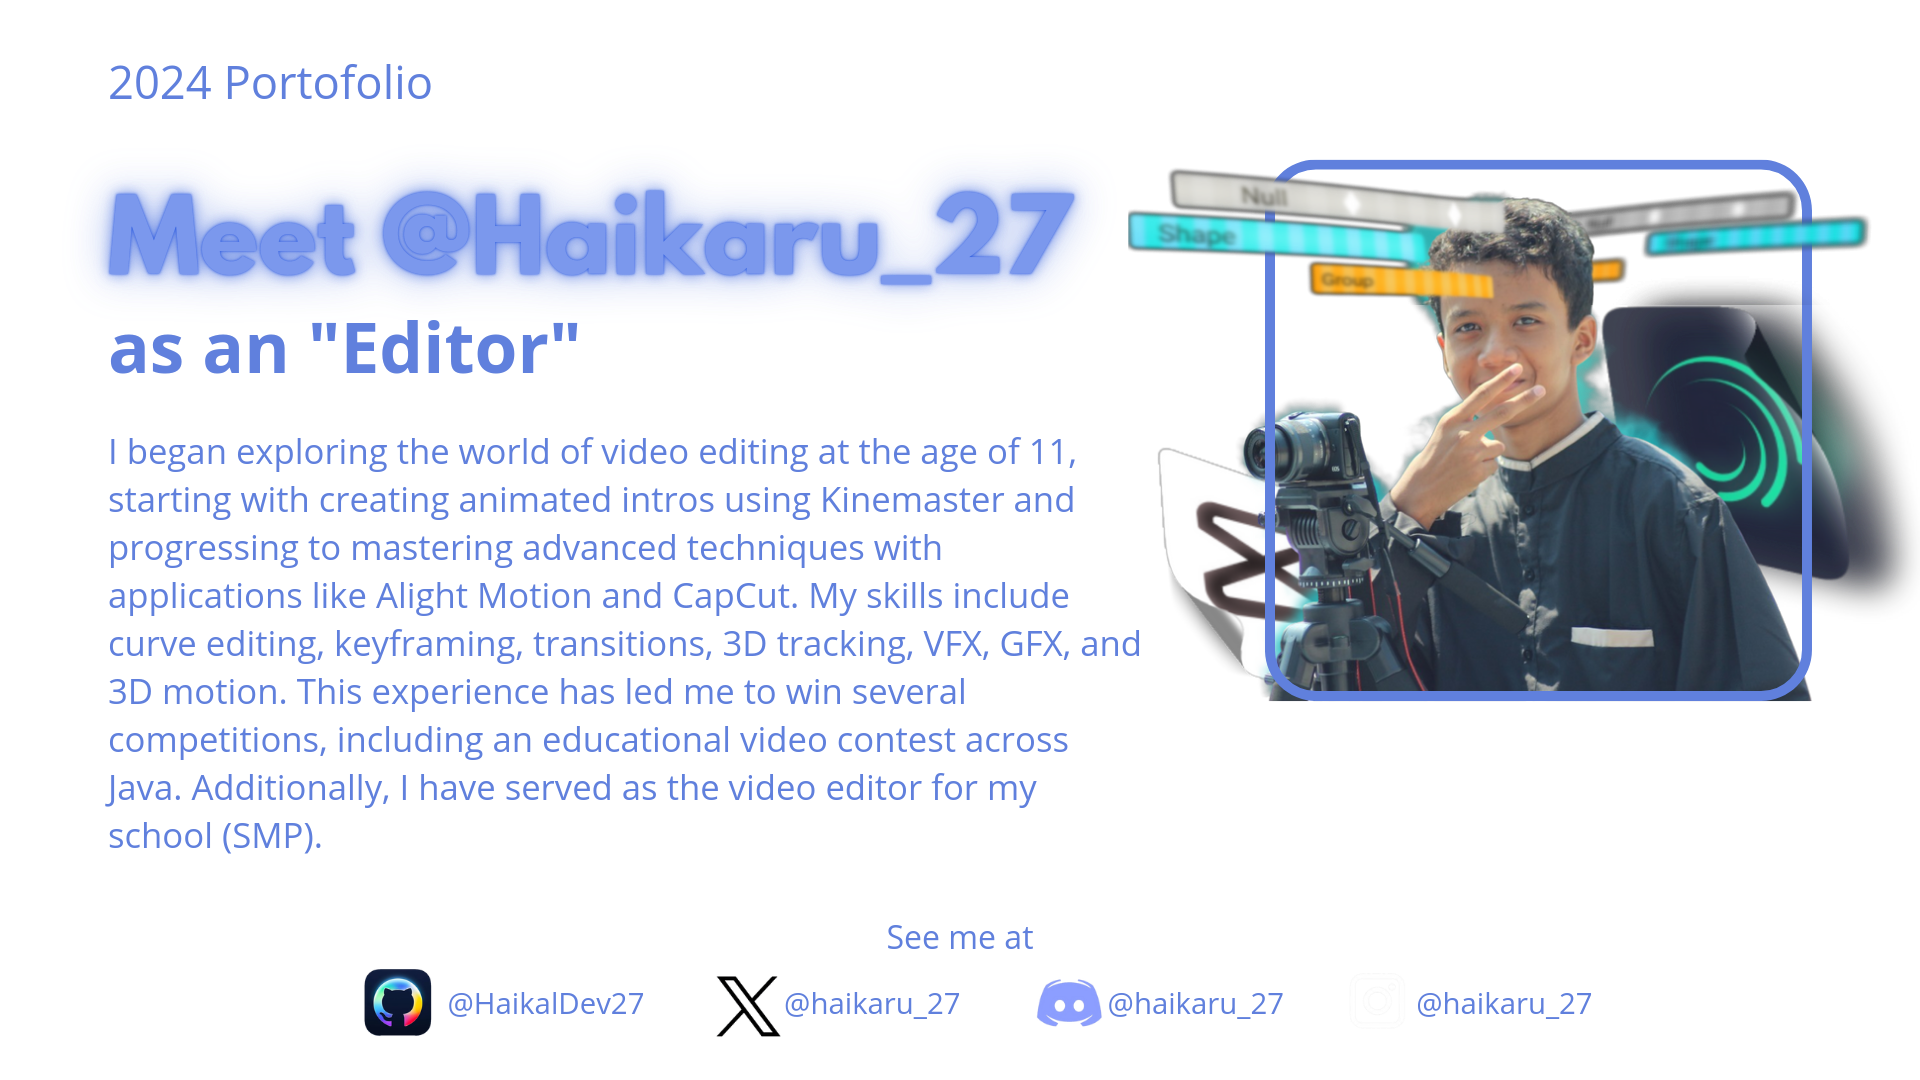 2024 Portofolio
Meet @Haikaru_27
as an "Editor"
I began exploring the world of video editing at the age of 11,
starting with creating animated intros using Kinemaster and
progressing to mastering advanced techniques with
applications like Alight Motion and CapCut. My skills include
curve editing, keyframing, transitions, 3D tracking, VFX, GFX, and
3D motion. This experience has led me to win several
competitions, including an educational video contest across
Java. Additionally, I have served as the video editor for my
school (SMP).
Null
Shape
Group
See me at
@HaikalDev27
@haikaru_27
@haikaru_27
@haikaru_27